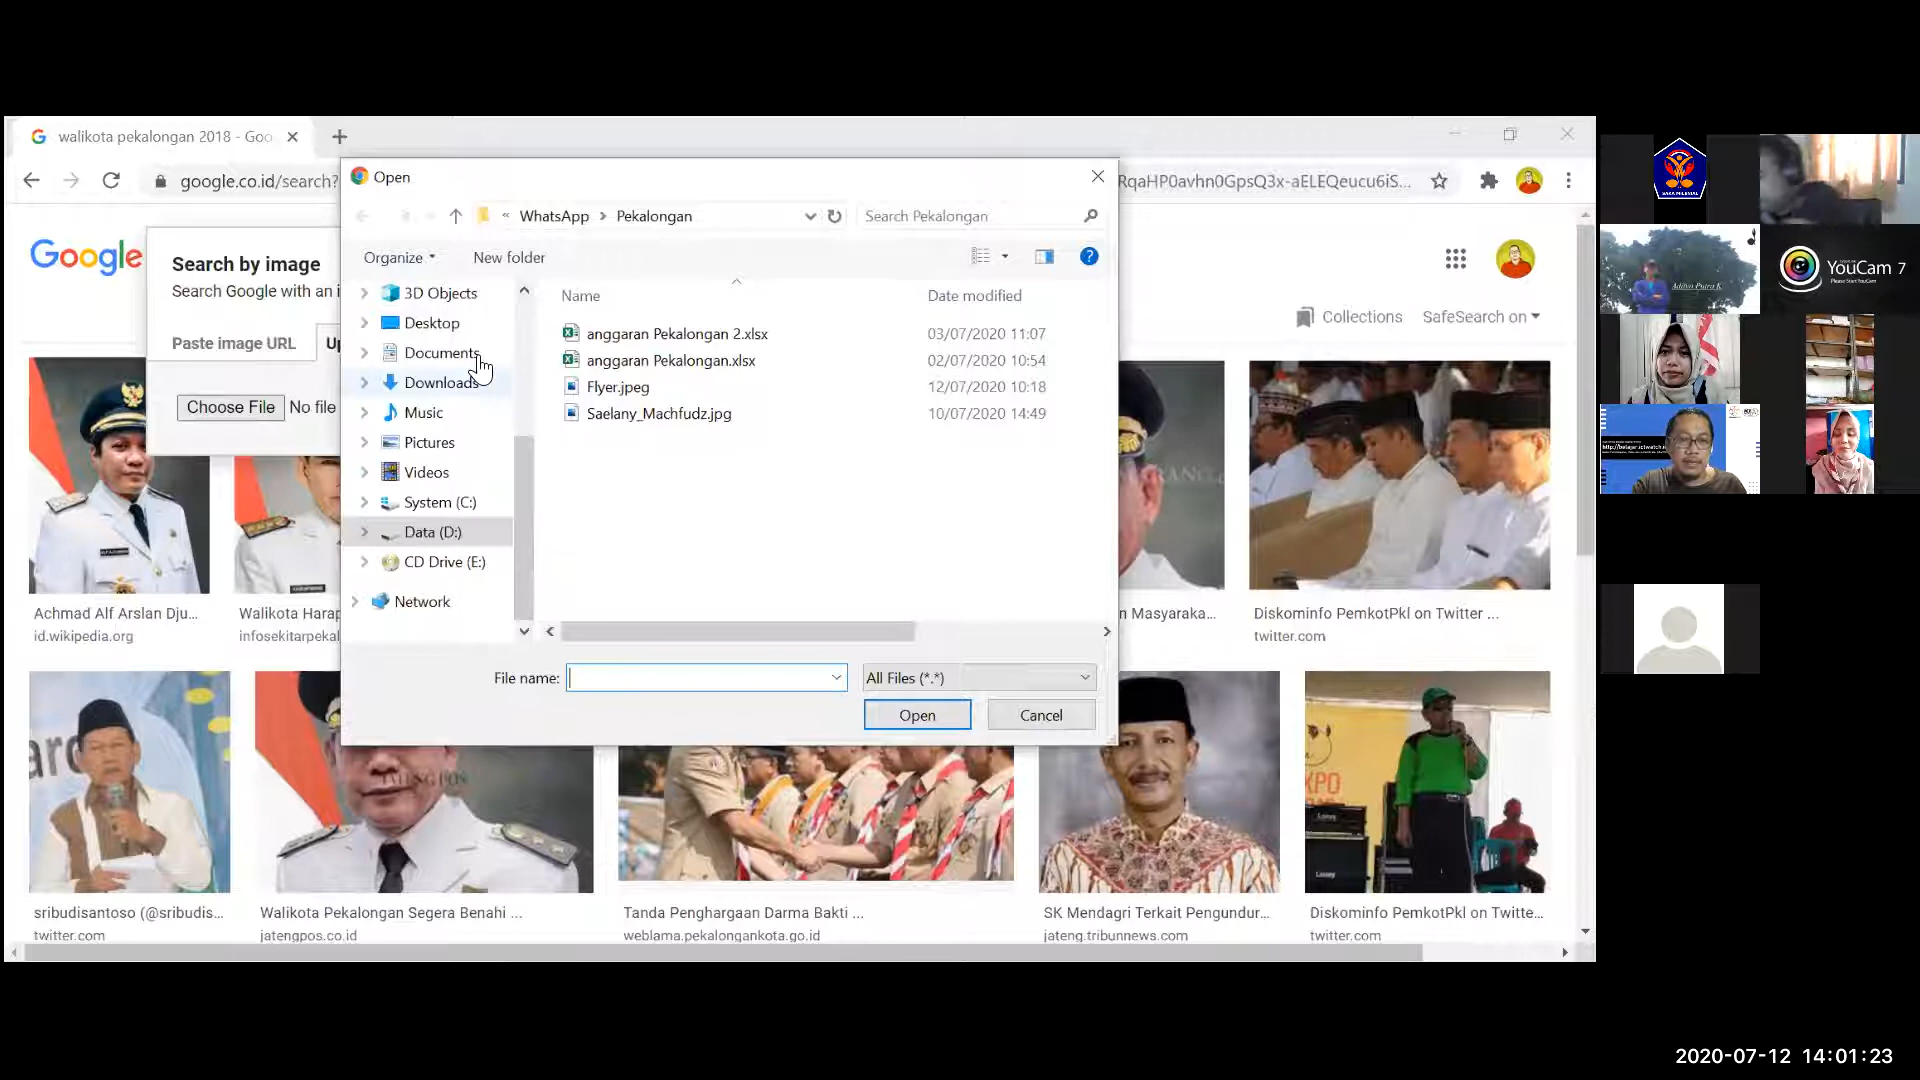 walikota pekalongan 2018 - Goo
google.co.id/search?
RqaHP0avhn0GpsQ3x-aELEQeucu6iS...
Google
Search by image
Search Google with an i
Paste image URL
Up
Choose File No file
Open
« WhatsApp › Pekalongan
Search Pekalongan
Organize
New folder
3D Objects
Desktop
Documents
Downloads
Music
Pictures
Videos
System (C:)
Data (D:)
CD Drive (E:)
Network
Name
Date modified
anggaran Pekalongan 2.xlsx 03/07/2020 11:07
anggaran Pekalongan.xlsx 02/07/2020 10:54
Flyer.jpeg 12/07/2020 10:18
Saelany_Machfudz.jpg 10/07/2020 14:49
File name:
All Files (*.*)
Open
Cancel
Collections
SafeSearch on
Achmad Alf Arslan Dju...
id.wikipedia.org
Walikota Harap
infosekitarpekal
n Masyaraka...
Diskominfo PemkotPkl on Twitter ...
twitter.com
sribudisantoso (@sribudis...
twitter.com
Walikota Pekalongan Segera Benahi ...
jatengpos.co.id
Tanda Penghargaan Darma Bakti ...
weblama.pekalongankota.go.id
SK Mendagri Terkait Pengundur...
jateng.tribunnews.com
Diskominfo PemkotPkl on Twitte...
twitter.com
YouCam 7
2020-07-12 14:01:23